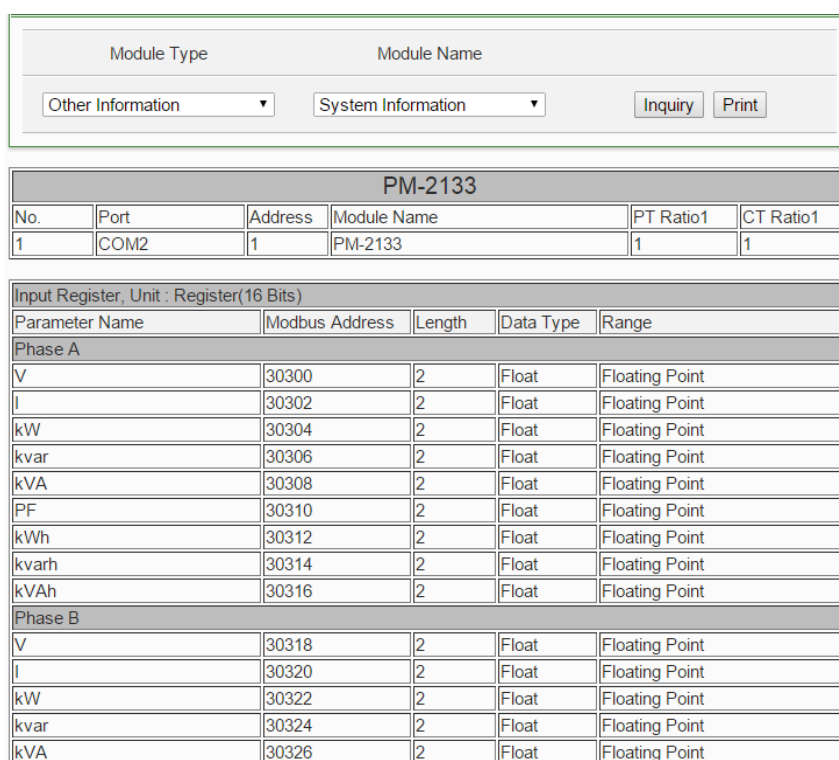 Module Type Module Name
Other Information System Information Inquiry Print
PM-2133
No. Port Address Module Name PT Ratio1 CT Ratio1
1 COM2 1 PM-2133 1 1
Input Register, Unit : Register(16 Bits)
Parameter Name Modbus Address Length Data Type Range
Phase A
V 30300 2 Float Floating Point
I 30302 2 Float Floating Point
kW 30304 2 Float Floating Point
kvar 30306 2 Float Floating Point
kVA 30308 2 Float Floating Point
PF 30310 2 Float Floating Point
kWh 30312 2 Float Floating Point
kvarh 30314 2 Float Floating Point
kVAh 30316 2 Float Floating Point
Phase B
V 30318 2 Float Floating Point
I 30320 2 Float Floating Point
kW 30322 2 Float Floating Point
kvar 30324 2 Float Floating Point
kVA 30326 2 Float Floating Point